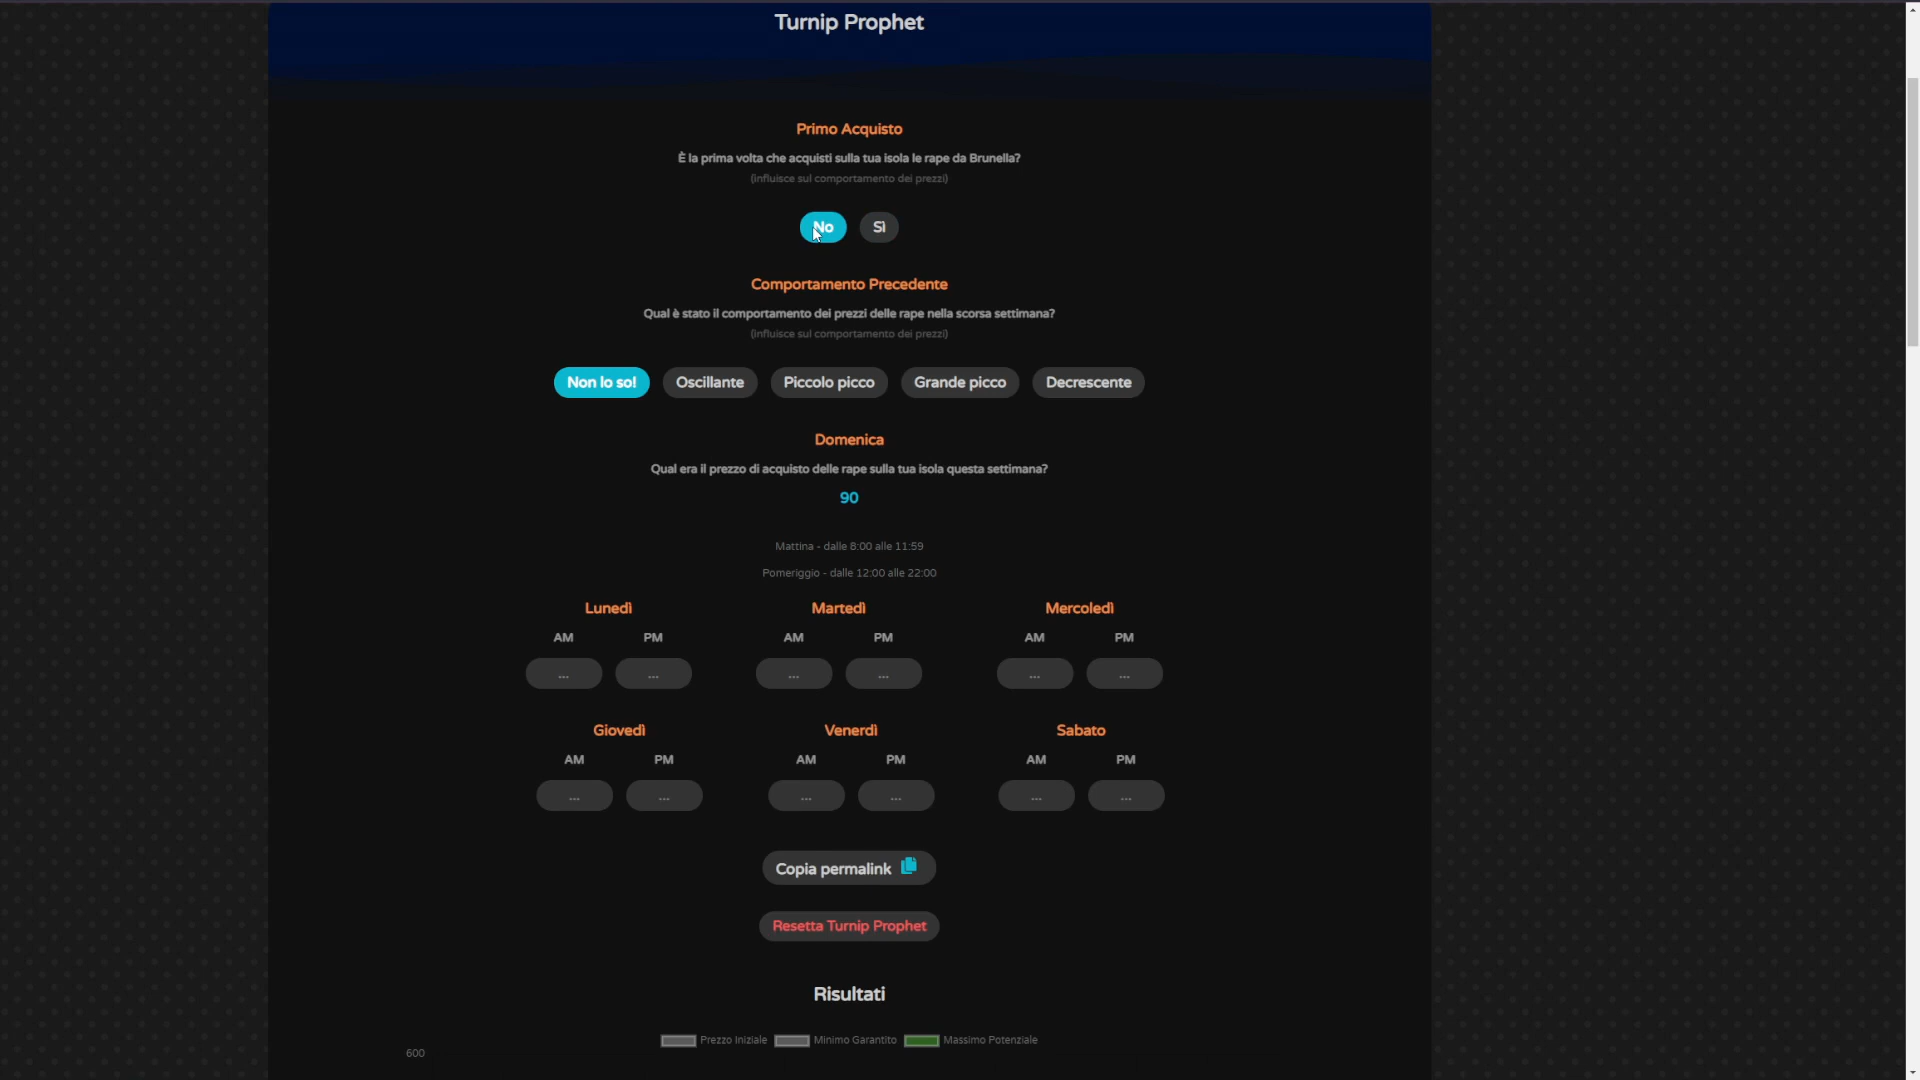 Turnip Prophet
Primo Acquisto
È la prima volta che acquisti sulla tua isola le rape da Brunella?
(influisce sul comportamento dei prezzi)
No Sì
Comportamento Precedente
Qual è stato il comportamento dei prezzi delle rape nella scorsa settimana?
(influisce sul comportamento dei prezzi)
Non lo so! Oscillante Piccolo picco Grande picco Decrescente
Domenica
Qual era il prezzo di acquisto delle rape sulla tua isola questa settimana?
90
Mattina - dalle 8:00 alle 11:59
Pomeriggio - dalle 12:00 alle 22:00
Lunedì Martedì Mercoledì
AM PM AM PM AM PM
... ... ... ... ... ...
Giovedì Venerdì Sabato
AM PM AM PM AM PM
... ... ... ... ... ...
Copia permalink
Resetta Turnip Prophet
Risultati
Prezzo Iniziale Minimo Garantito Massimo Potenziale
600